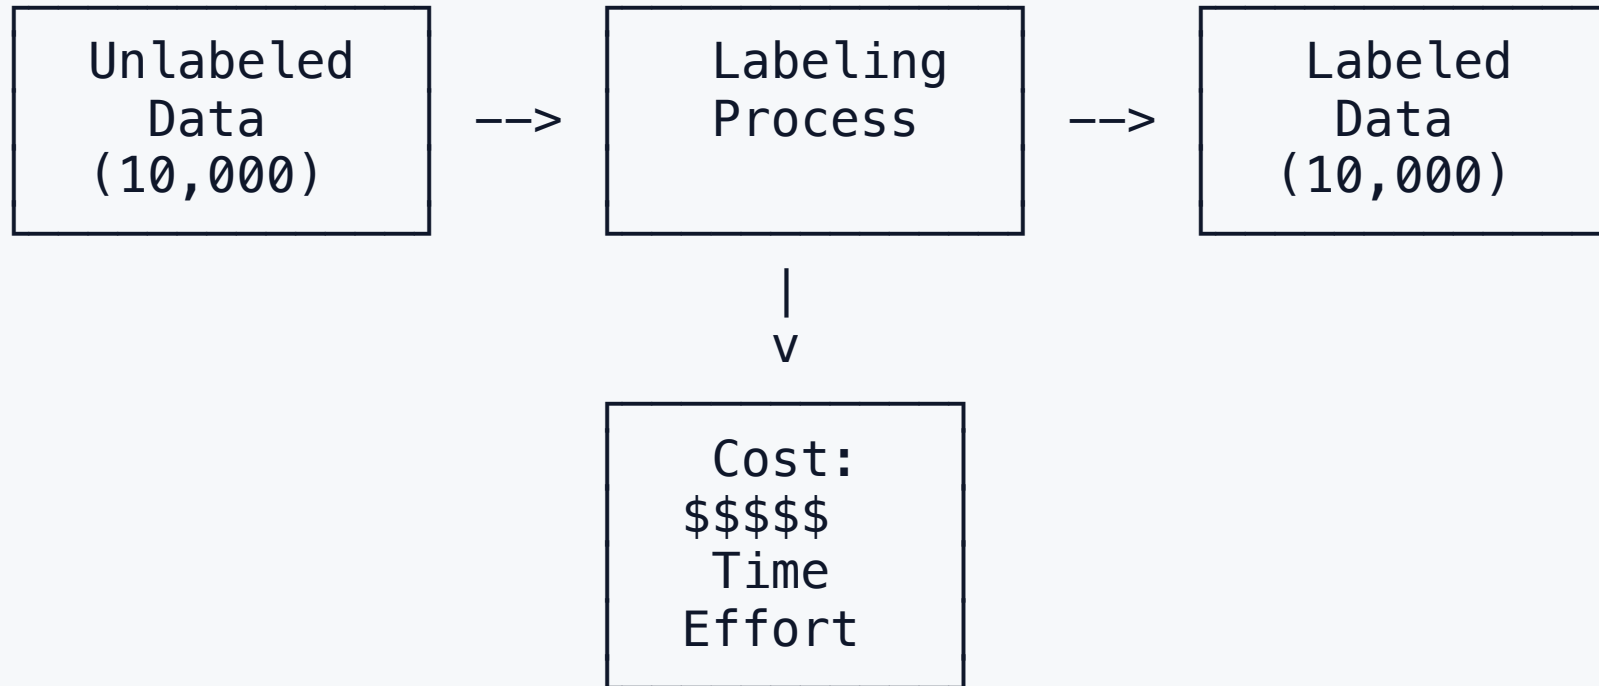 Unlabeled
Data
(10,000)
-->
Labeling
Process
-->
Labeled
Data
(10,000)
|
v
Cost:
$$$$$
Time
Effort